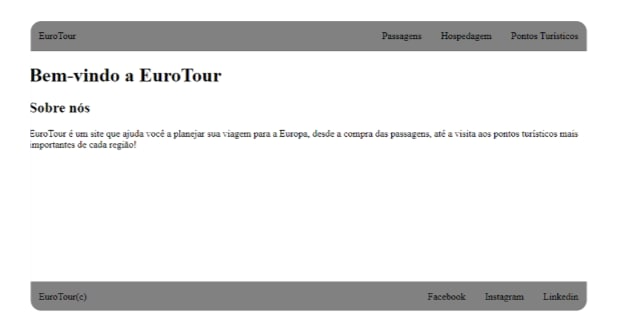 EuroTour Passagens Hospedagem Pontos Turísticos
Bem-vindo a EuroTour
Sobre nós
EuroTour é um site que ajuda você a planejar sua viagem para a Europa, desde a compra das passagens, até a visita aos pontos turísticos mais
importantes de cada região!
EuroTour(c) Facebook Instagram Linkedin